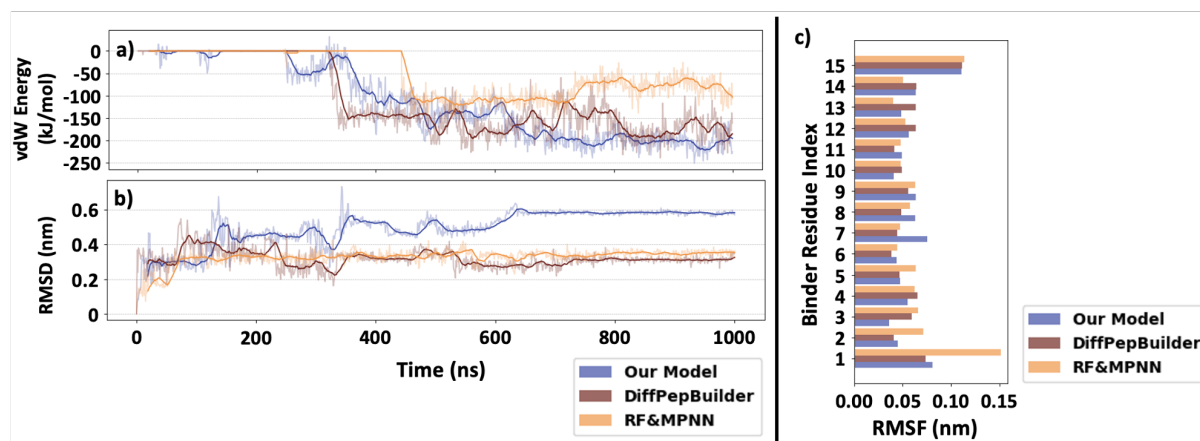 a)
vdW Energy
(kJ/mol)
0
-50
-100
-150
-200
-250
b)
RMSD (nm)
0.6
0.4
0.2
0
0
200
400
600
800
1000
Time (ns)
Our Model
DiffPepBuilder
RF&MPNN
c)
Binder Residue Index
15
14
13
12
11
10
9
8
7
6
5
4
3
2
1
0.00 0.05 0.10 0.15
RMSF (nm)
Our Model
DiffPepBuilder
RF&MPNN